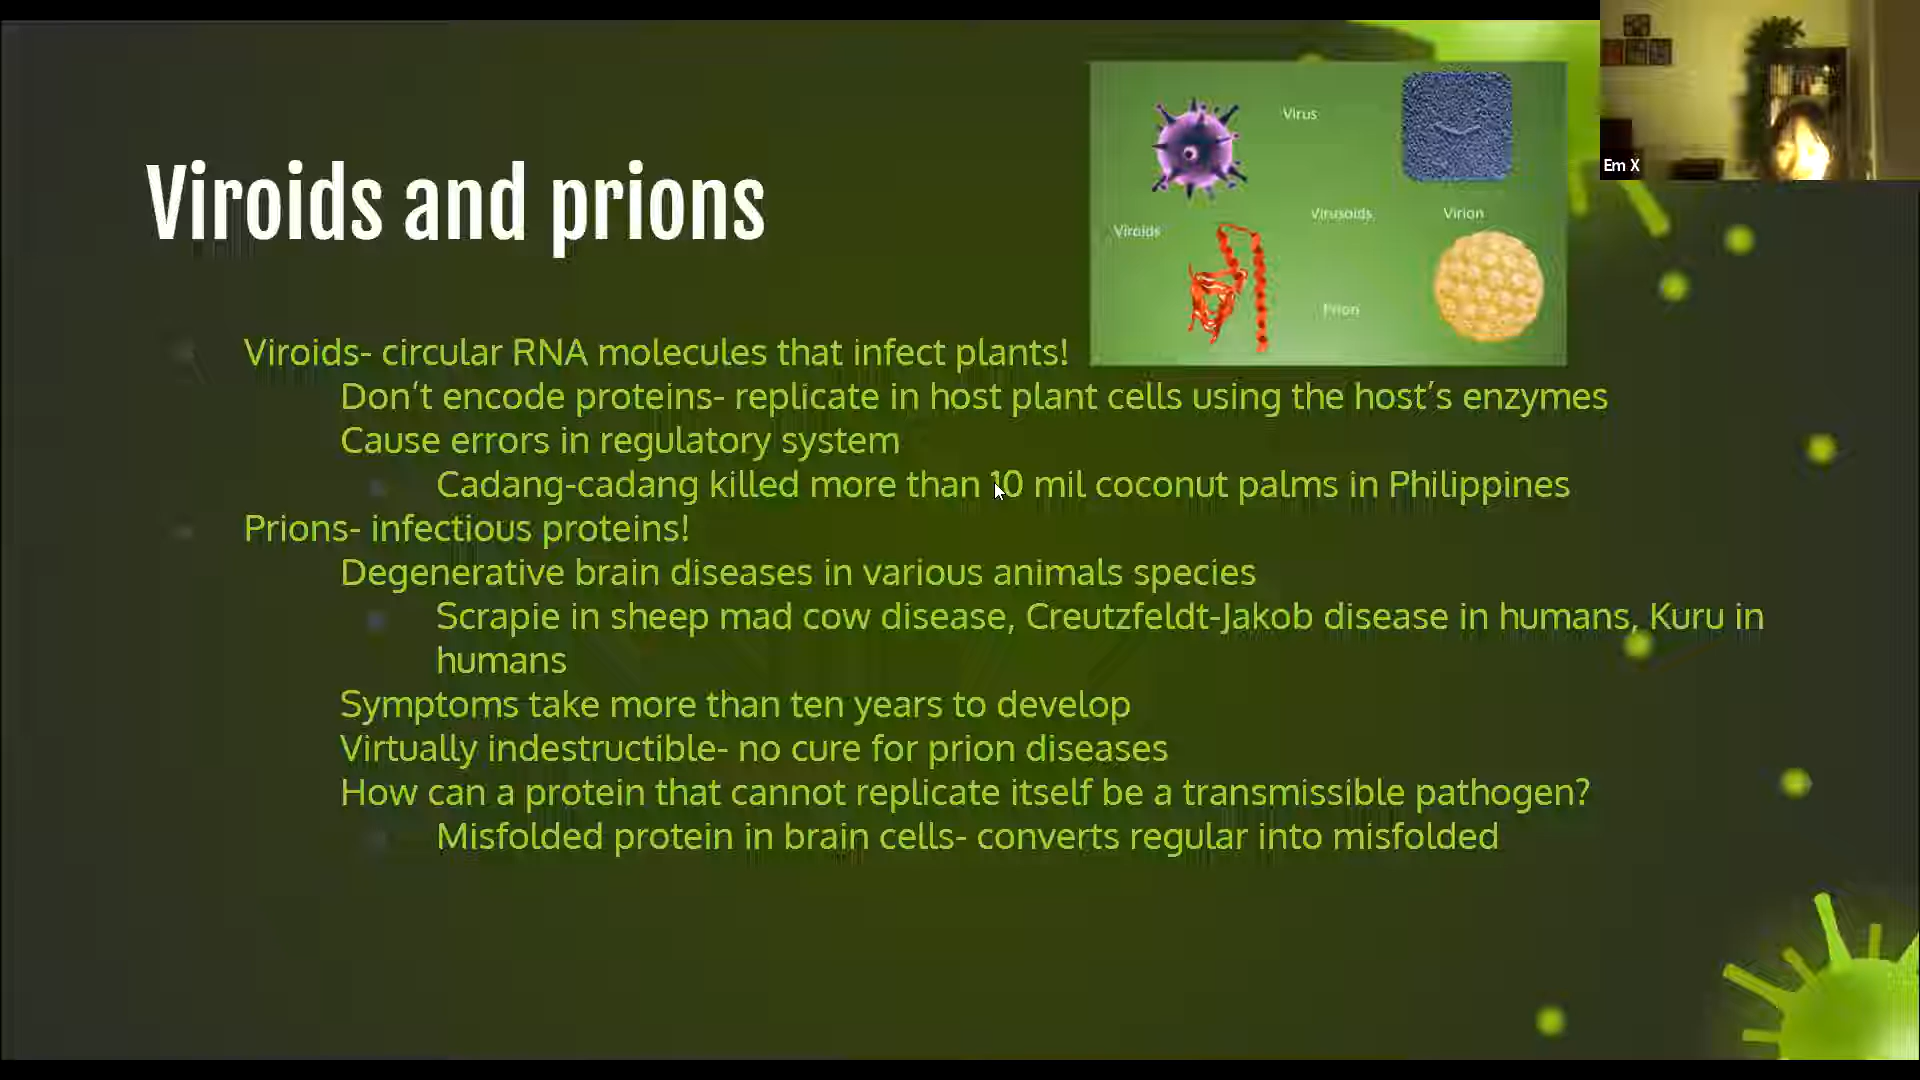 Em X
Virus
Virusoids
Virion
Viroids
Prion
Viroids and prions
Viroids- circular RNA molecules that infect plants!
Don't encode proteins- replicate in host plant cells using the host's enzymes
Cause errors in regulatory system
Cadang-cadang killed more than 10 mil coconut palms in Philippines
Prions- infectious proteins!
Degenerative brain diseases in various animals species
Scrapie in sheep mad cow disease, Creutzfeldt-Jakob disease in humans, Kuru in
humans
Symptoms take more than ten years to develop
Virtually indestructible- no cure for prion diseases
How can a protein that cannot replicate itself be a transmissible pathogen?
Misfolded protein in brain cells- converts regular into misfolded